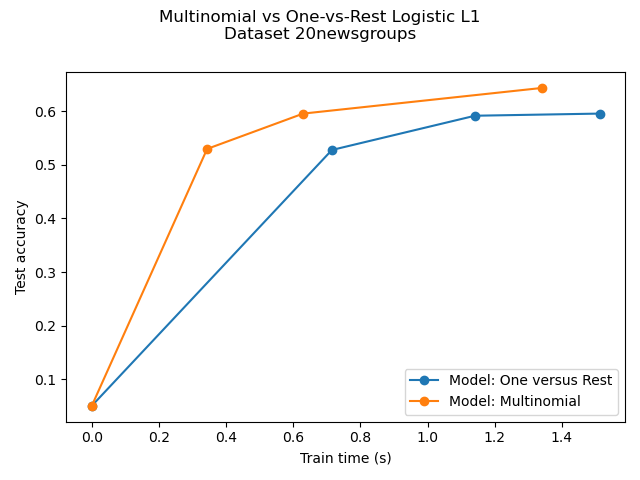 Multinomial vs One-vs-Rest Logistic L1
Dataset 20newsgroups
0.6
0.5
0.4
0.3
0.2
0.1
Test accuracy
0.0 0.2 0.4 0.6 0.8 1.0 1.2 1.4
Train time (s)
Model: One versus Rest
Model: Multinomial